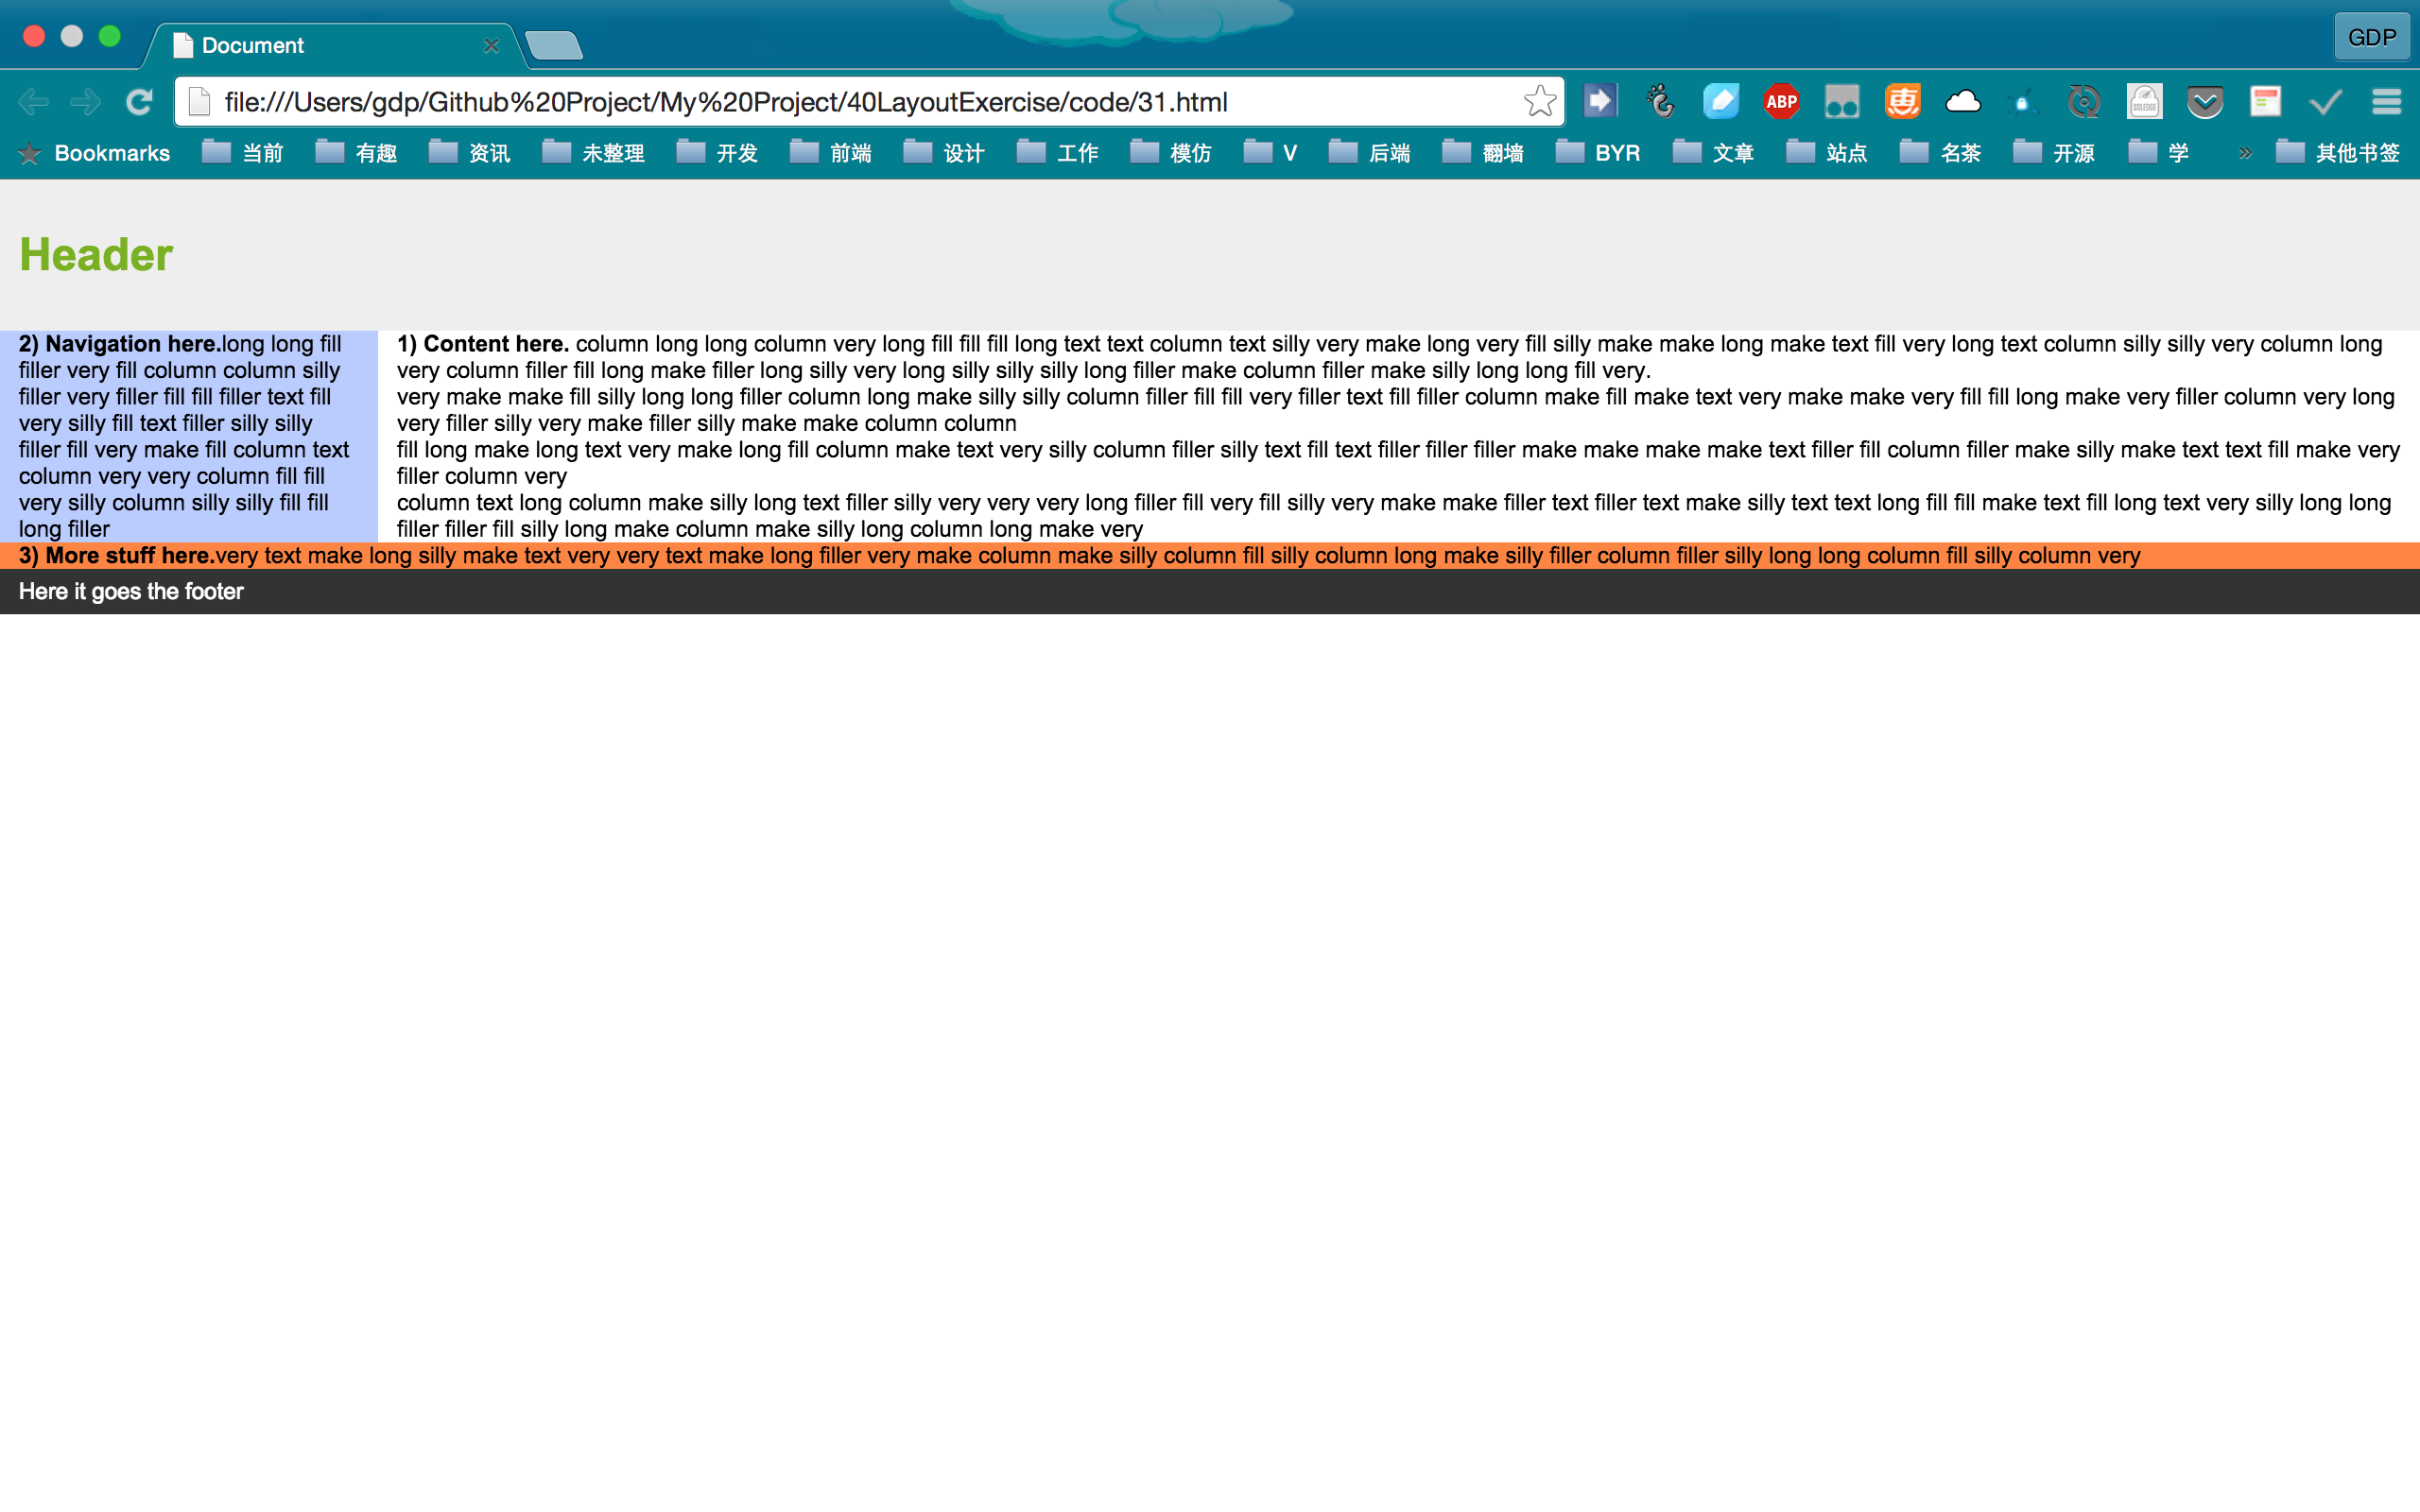 Document
GDP
file:///Users/gdp/Github%20Project/My%20Project/40LayoutExercise/code/31.html
ABP
SSLEDGE
惠
Bookmarks 当前 有趣 资讯 未整理 开发 前端 设计 工作 模仿 V 后端 翻墙 BYR 文章 站点 名茶 开源 学 » 其他书签
Header
2) Navigation here.long long fill
filler very fill column column silly
filler very filler fill fill filler text fill
very silly fill text filler silly silly
filler fill very make fill column text
column very very column fill fill
very silly column silly silly fill fill
long filler
1) Content here. column long long column very long fill fill fill long text text column text silly very make long very fill silly make make long make text fill very long text column silly silly very column long
very column filler fill long make filler long silly very long silly silly silly long filler make column filler make silly long long fill very.
very make make fill silly long long filler column long make silly silly column filler fill fill very filler text fill filler column make fill make text very make make very fill fill long make very filler column very long
very filler silly very make filler silly make make column column
fill long make long text very make long fill column make text very silly column filler silly text fill text filler filler filler make make make make text filler fill column filler make silly make text text fill make very
filler column very
column text long column make silly long text filler silly very very very long filler fill very fill silly very make make filler text filler text make silly text text long fill fill make text fill long text very silly long long
filler filler fill silly long make column make silly long column long make very
3) More stuff here.very text make long silly make text very very text make long filler very make column make silly column fill silly column long make silly filler column filler silly long long column fill silly column very
Here it goes the footer